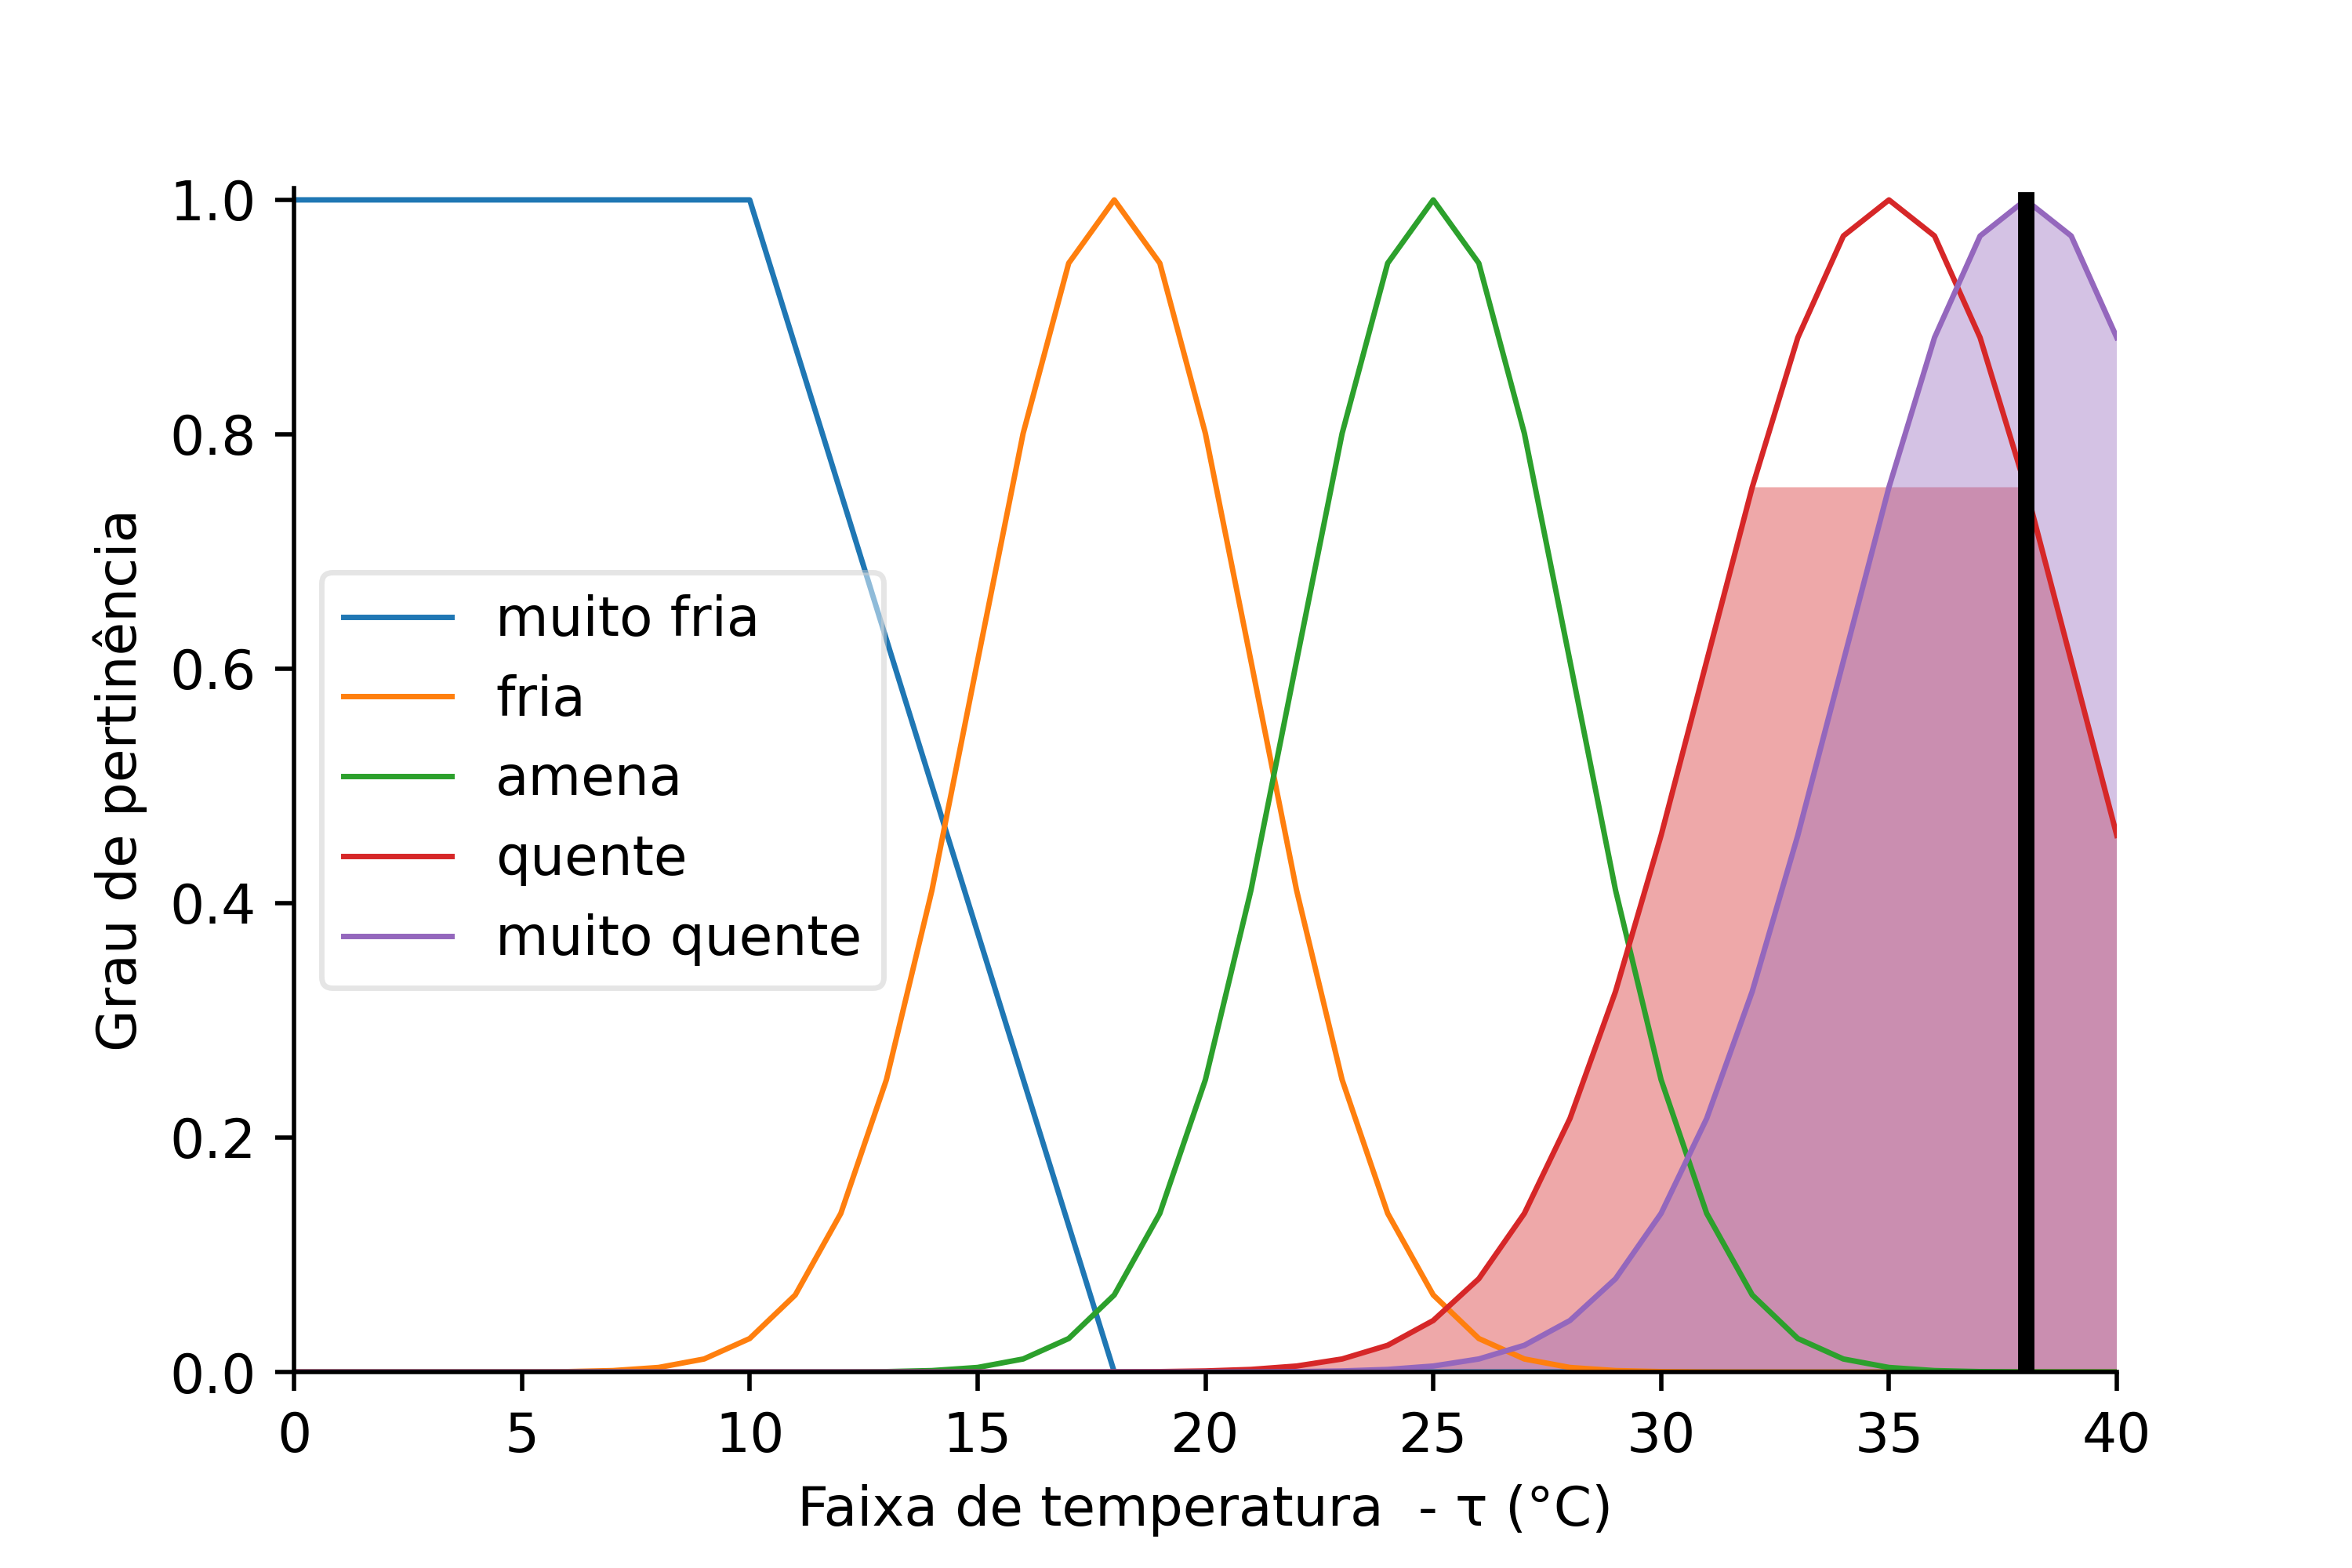 1.0
0.8
0.6
0.4
0.2
0.0
Grau de pertinência
muito fria
fria
amena
quente
muito quente
0 5 10 15 20 25 30 35 40
Faixa de temperatura - τ (°C)